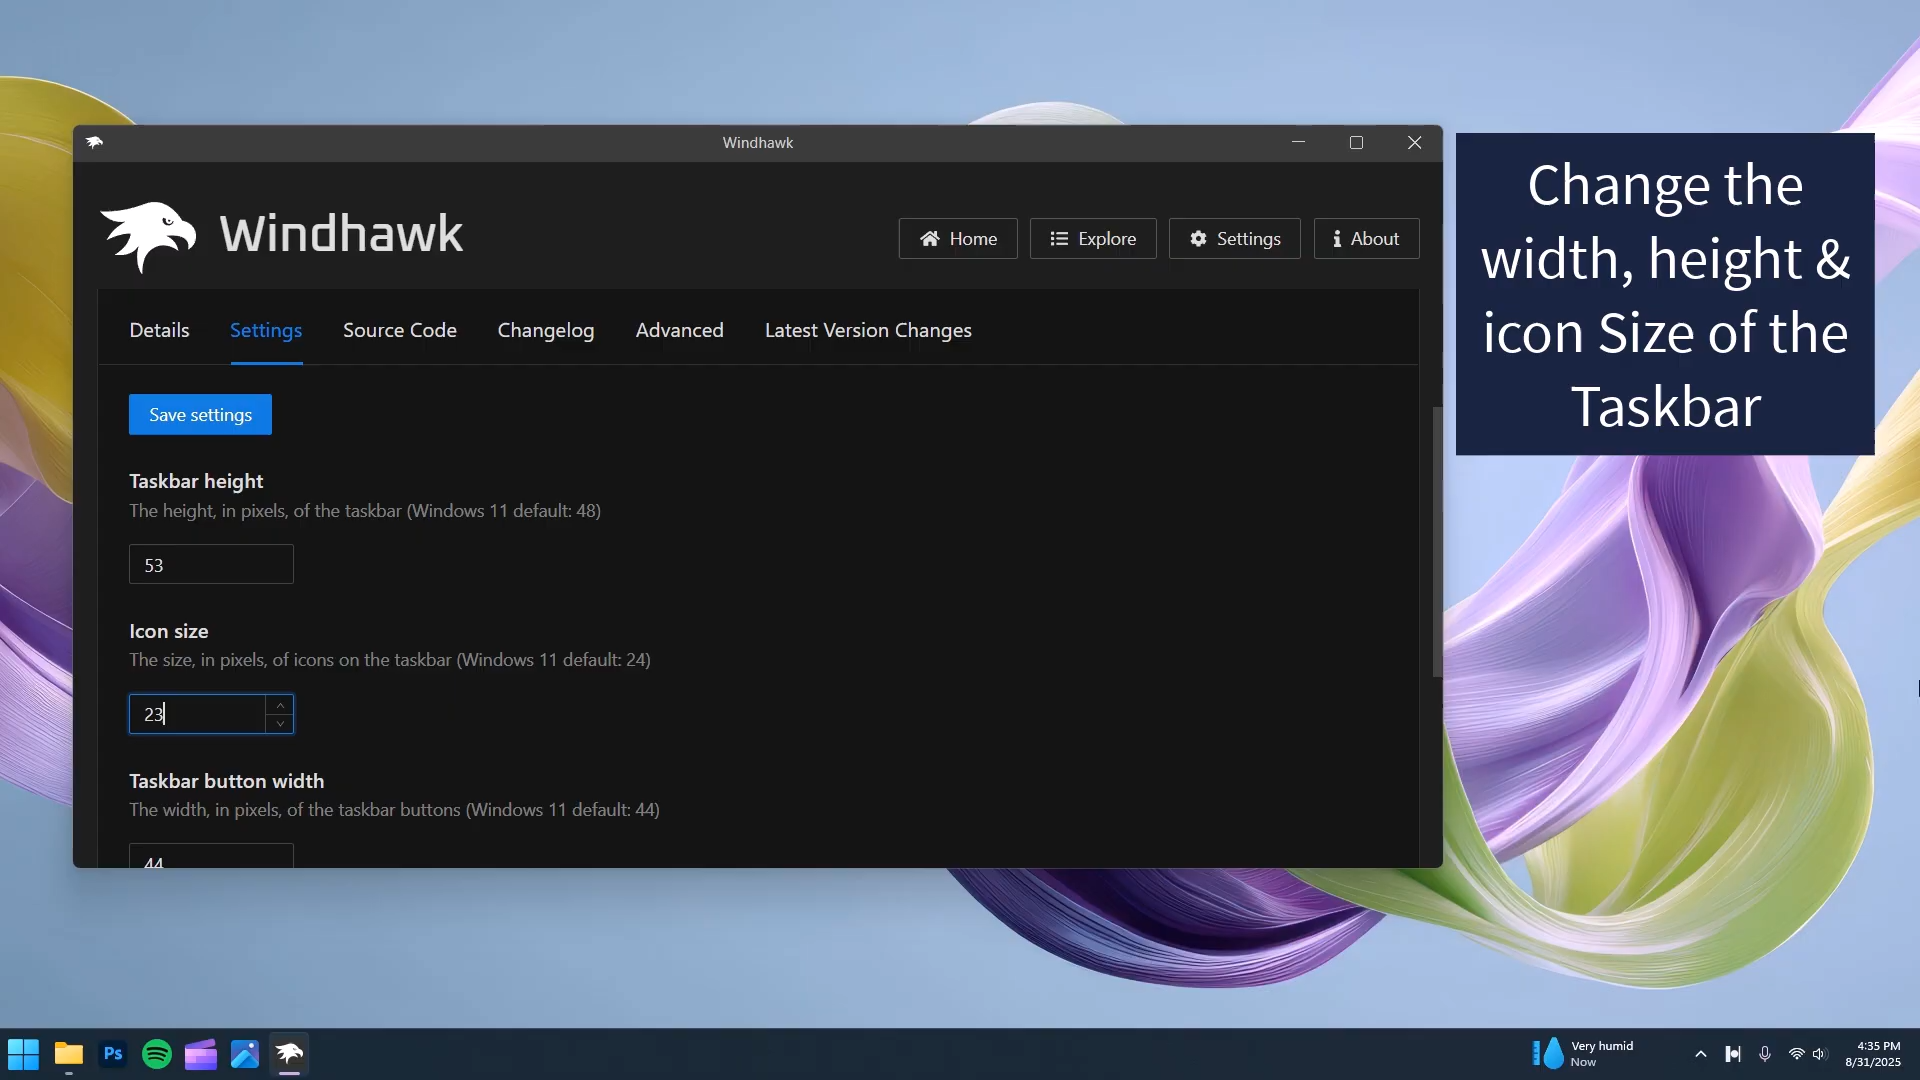 Windhawk
Windhawk
Home
Explore
Settings
About
Change the
width, height &
icon Size of the
Taskbar
Details
Settings
Source Code
Changelog
Advanced
Latest Version Changes
Save settings
Taskbar height
The height, in pixels, of the taskbar (Windows 11 default: 48)
53
Icon size
The size, in pixels, of icons on the taskbar (Windows 11 default: 24)
23
Taskbar button width
The width, in pixels, of the taskbar buttons (Windows 11 default: 44)
44
Ps
Very humid
Now
4:35 PM
8/31/2025